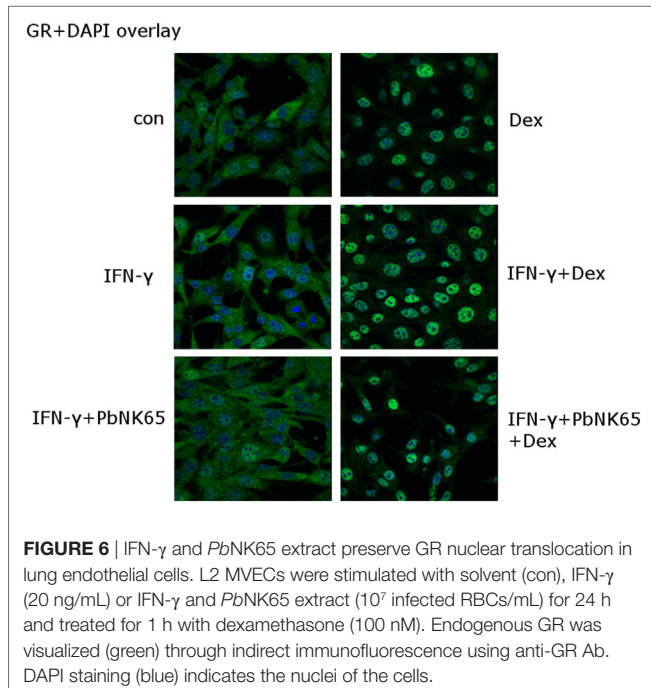 GR+DAPI overlay
con
Dex
IFN-γ
IFN-γ+Dex
IFN-γ+PbNK65
IFN-γ+PbNK65
+Dex
FIGURE 6 | IFN-γ and PbNK65 extract preserve GR nuclear translocation in
lung endothelial cells. L2 MVECs were stimulated with solvent (con), IFN-γ
(20 ng/mL) or IFN-γ and PbNK65 extract (10⁷ infected RBCs/mL) for 24 h
and treated for 1 h with dexamethasone (100 nM). Endogenous GR was
visualized (green) through indirect immunofluorescence using anti-GR Ab.
DAPI staining (blue) indicates the nuclei of the cells.